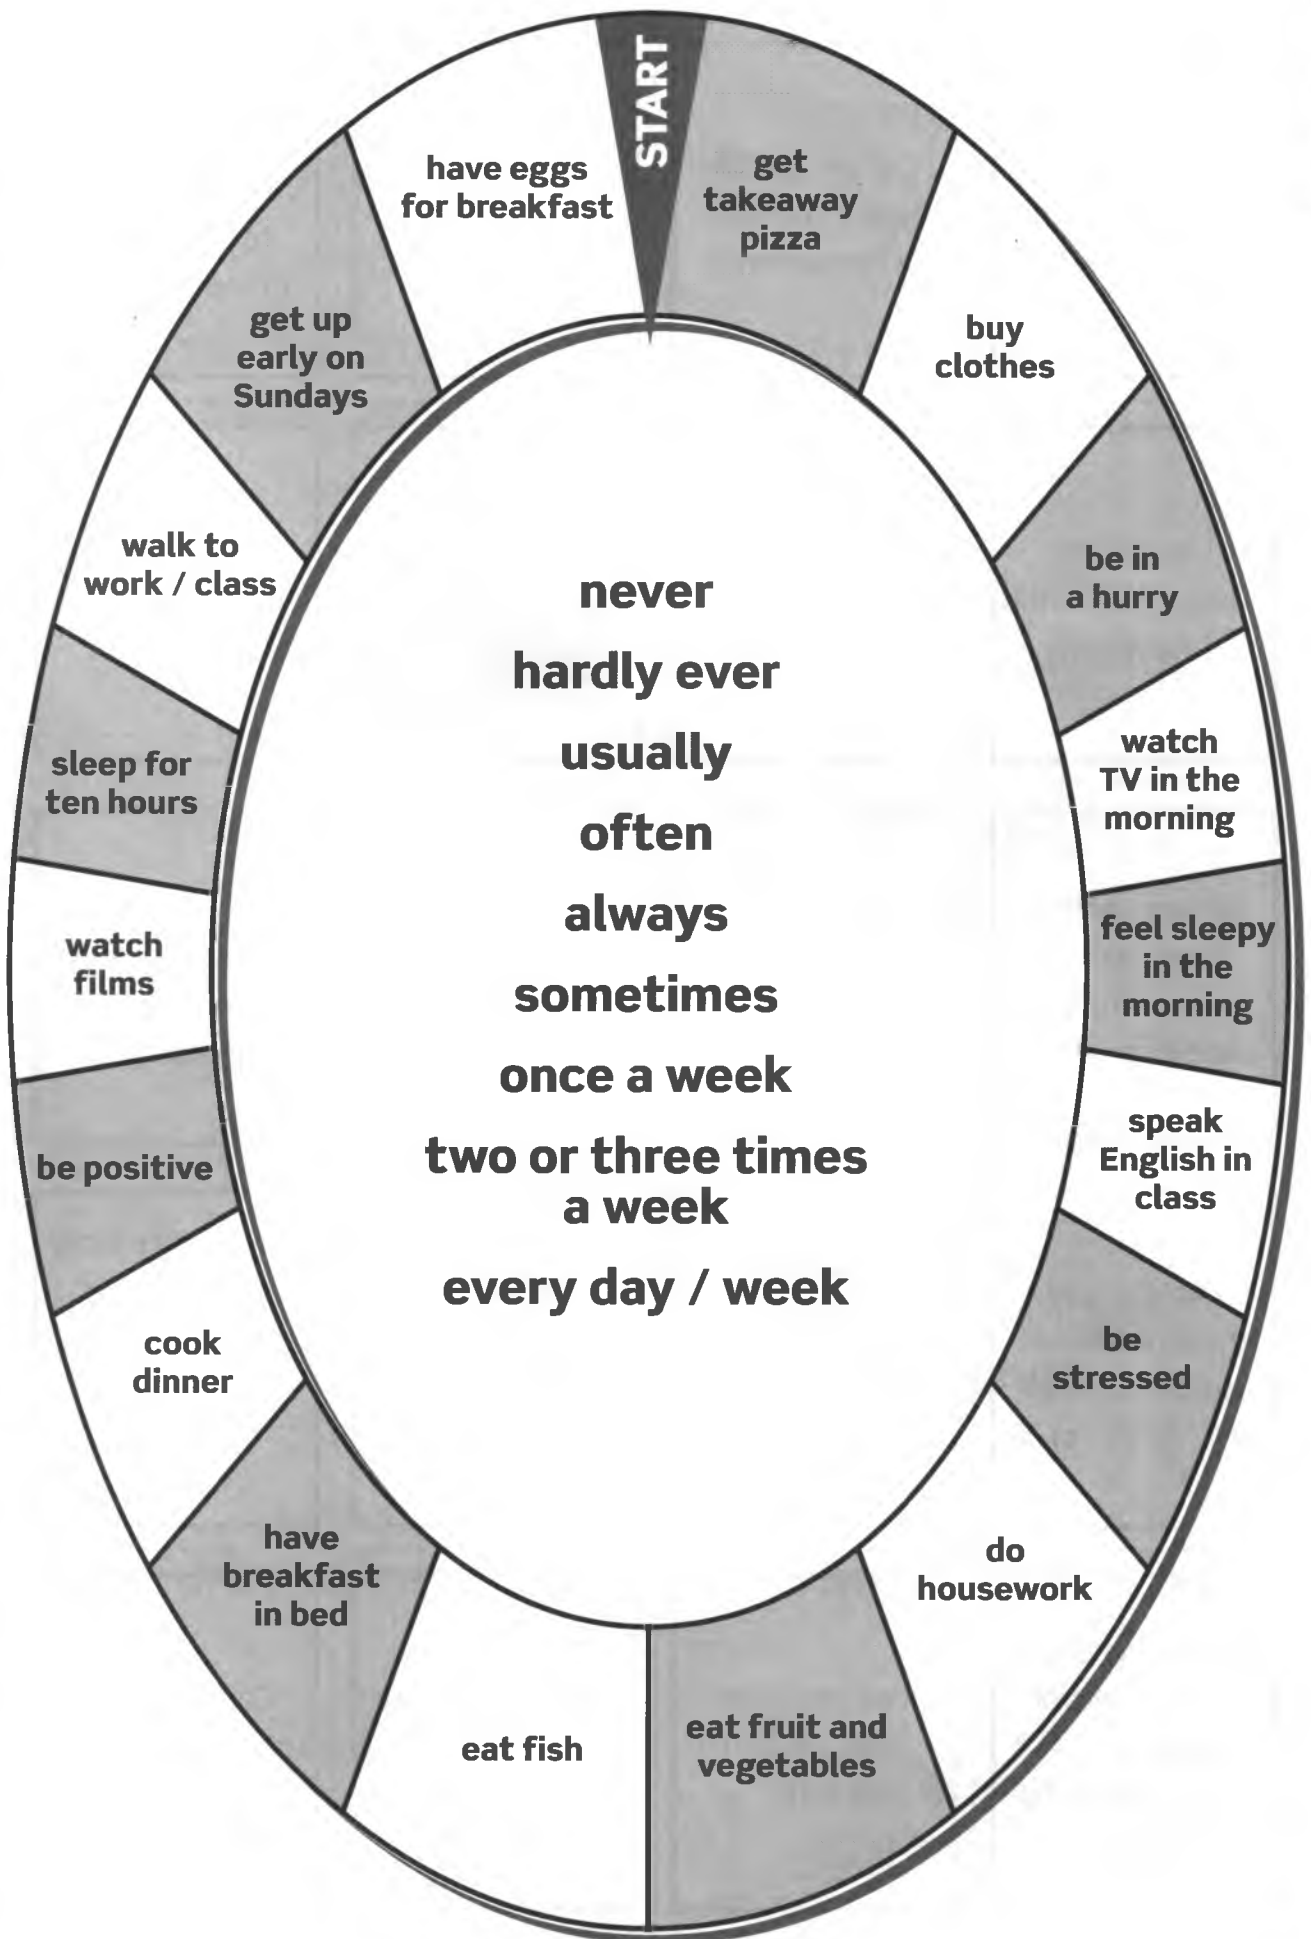 START
get
takeaway
pizza
buy
clothes
be in
a hurry
watch
TV in the
morning
feel sleepy
in the
morning
speak
English in
class
be
stressed
do
housework
eat fruit and
vegetables
eat fish
have
breakfast
in bed
cook
dinner
be positive
watch
films
sleep for
ten hours
walk to
work / class
get up
early on
Sundays
have eggs
for breakfast
never
hardly ever
usually
often
always
sometimes
once a week
two or three times
a week
every day / week